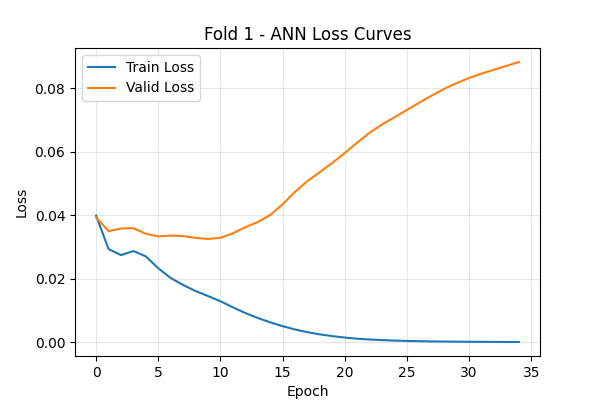 Fold 1 - ANN Loss Curves
Train Loss
Valid Loss
Loss
0.08
0.06
0.04
0.02
0.00
0 5 10 15 20 25 30 35
Epoch